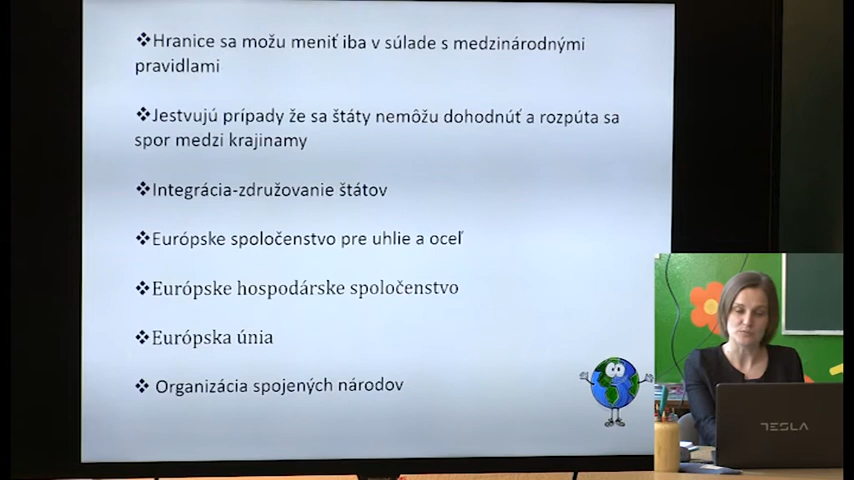 ❖Hranice sa možu meniť iba v súlade s medzinárodnými
pravidlami
❖Jestvujú prípady že sa štáty nemôžu dohodnúť a rozpúta sa
spor medzi krajinamy
❖Integrácia-združovanie štátov
❖Európske spoločenstvo pre uhlie a oceľ
❖Európske hospodárske spoločenstvo
❖Európska únia
❖ Organizácia spojených národov
TESLA